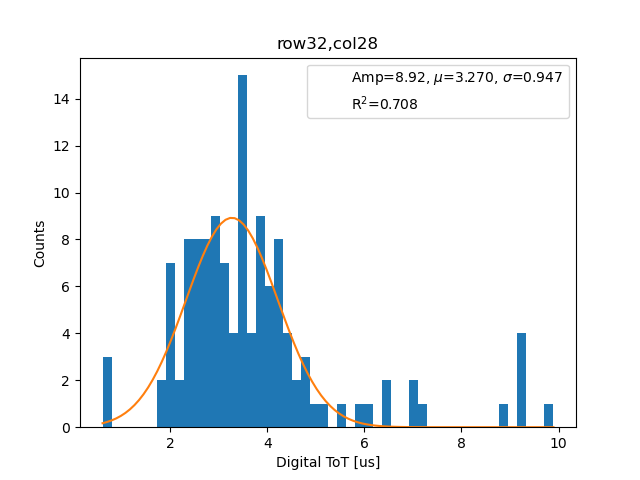 row32,col28
Amp=8.92, μ=3.270, σ=0.947
R²=0.708
14
12
10
8
6
4
2
0
Counts
2 4 6 8 10
Digital ToT [us]